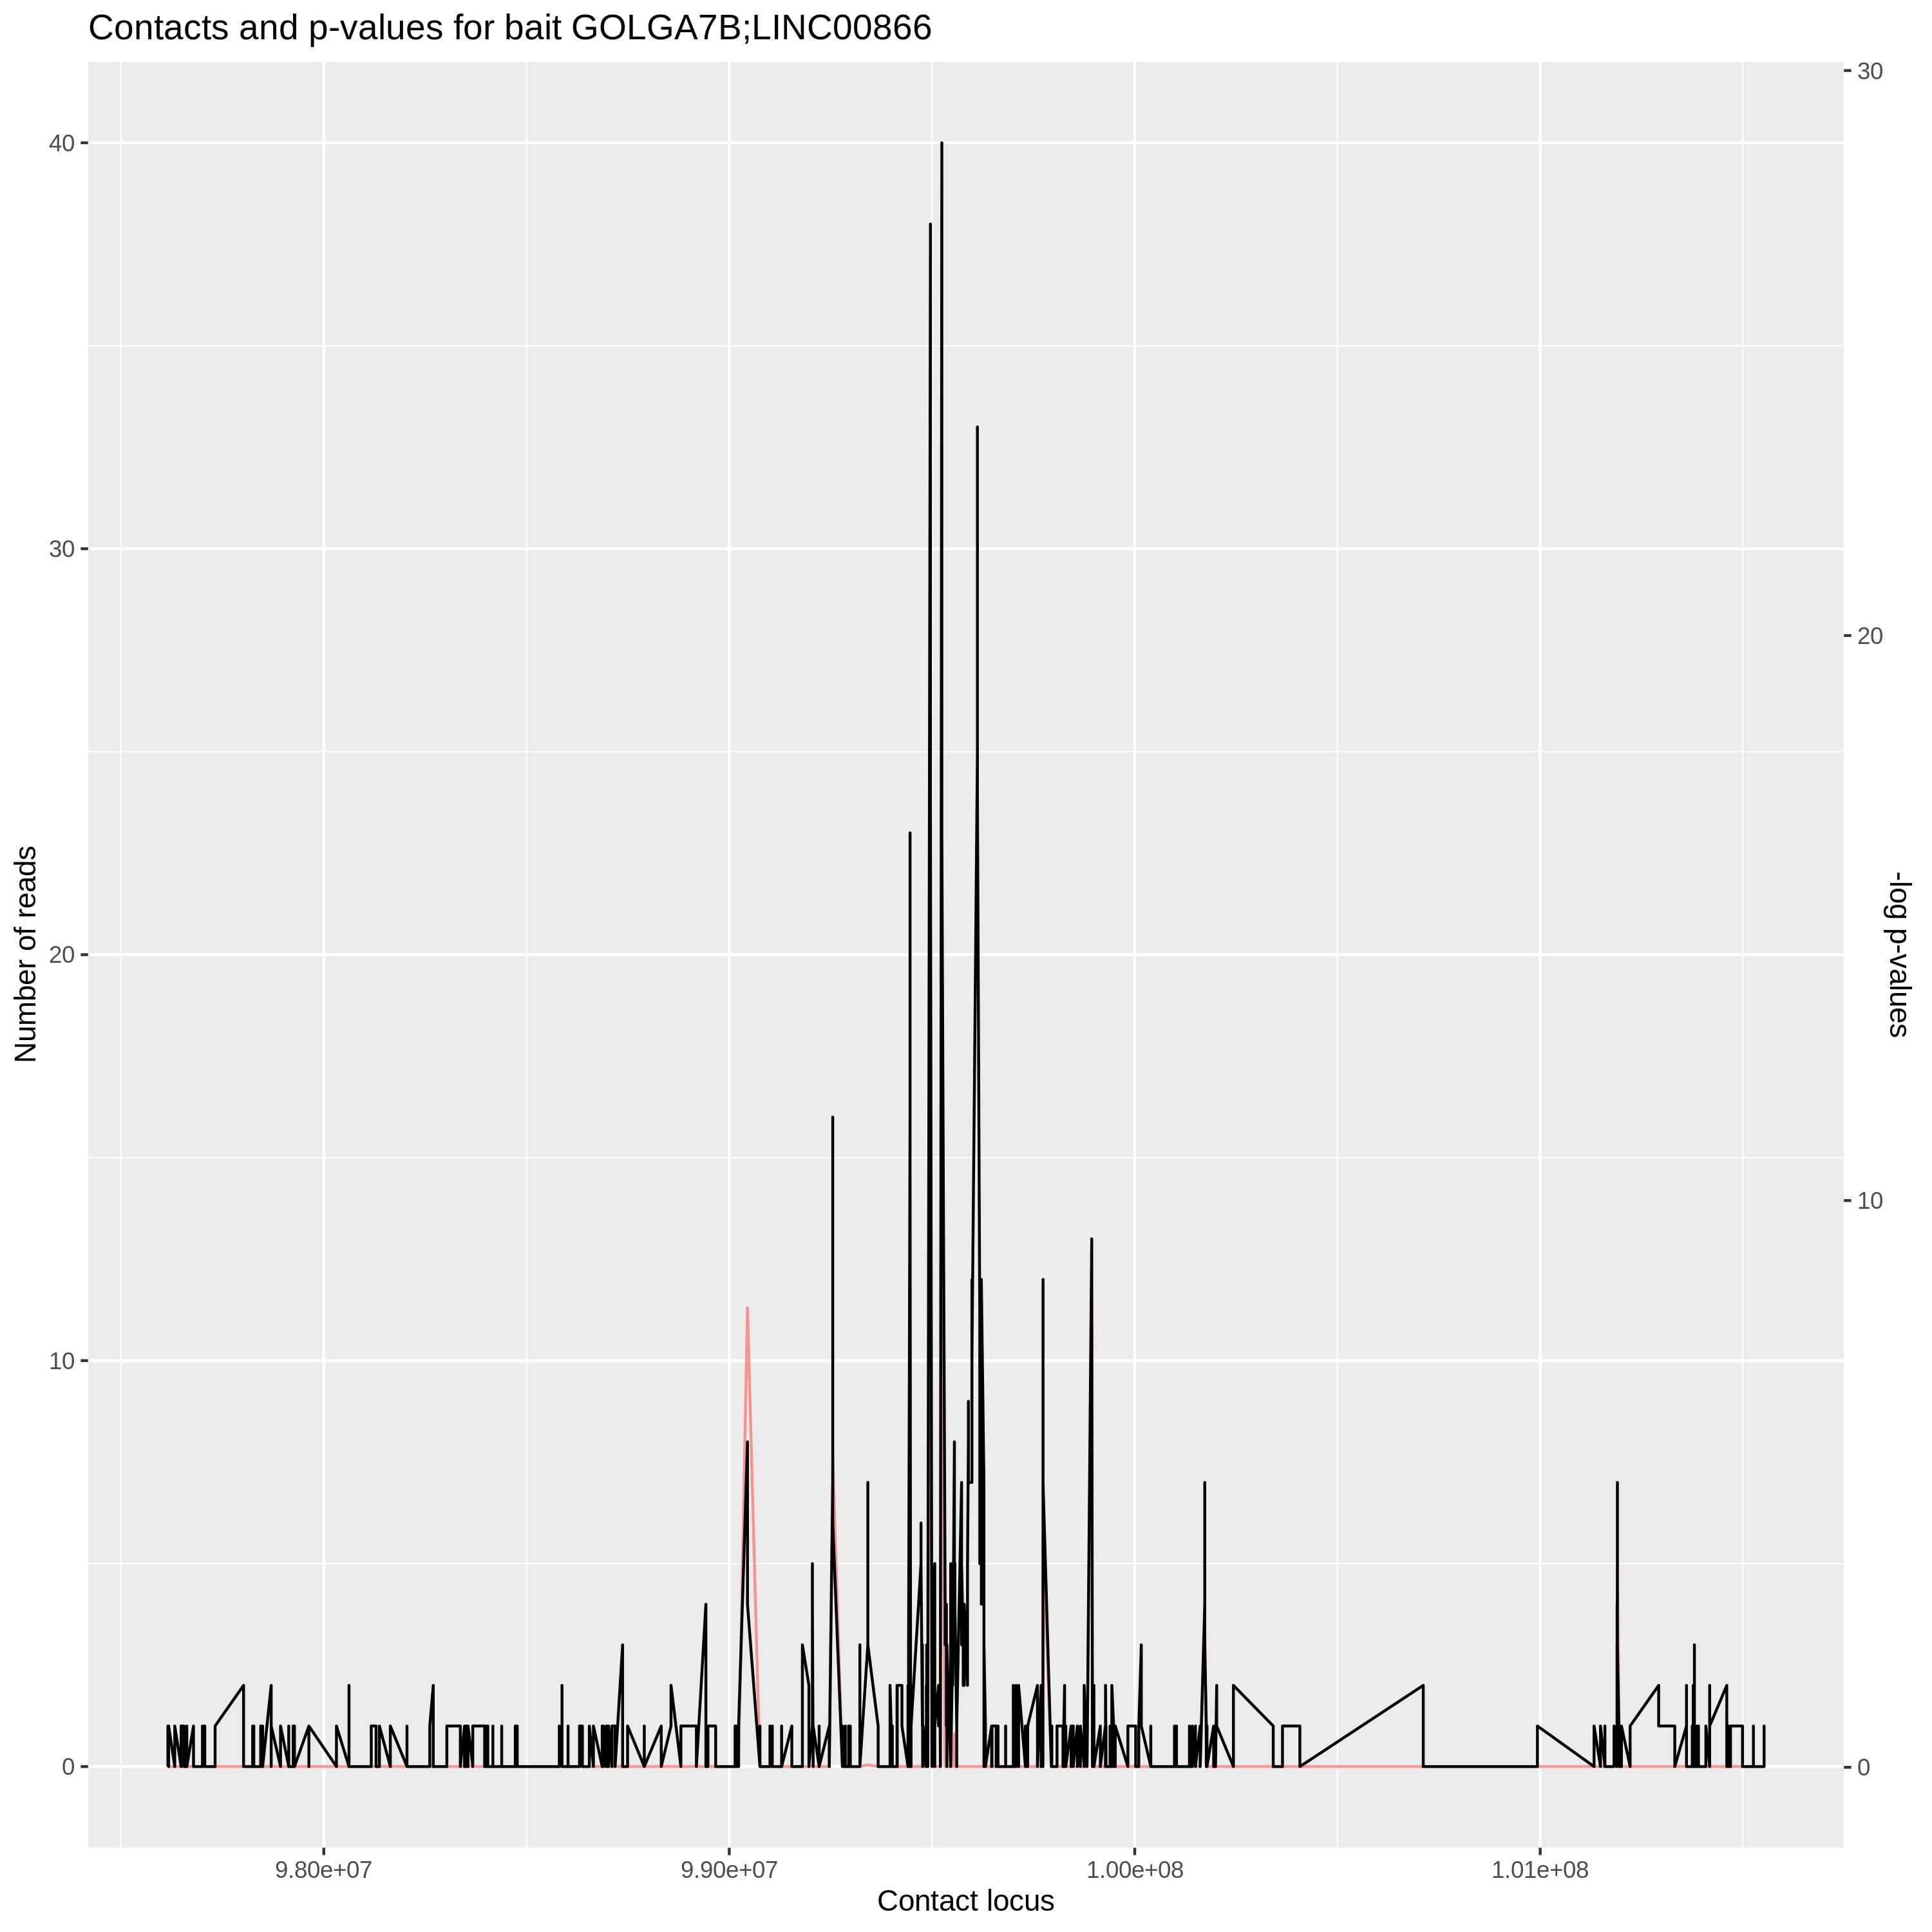 Contacts and p-values for bait GOLGA7B;LINC00866
40
30
20
10
0
Number of reads
30
20
10
0
-log p-values
9.80e+07
9.90e+07
1.00e+08
1.01e+08
Contact locus